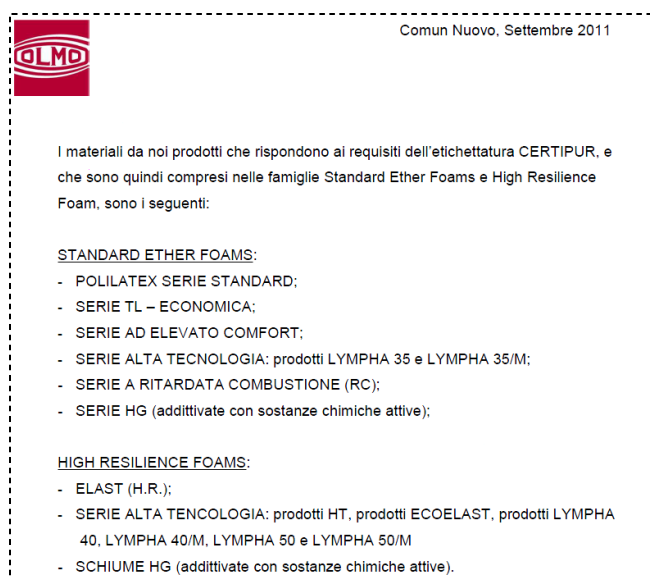 Comun Nuovo, Settembre 2011
OLMO
I materiali da noi prodotti che rispondono ai requisiti dell'etichettatura CERTIPUR, e
che sono quindi compresi nelle famiglie Standard Ether Foams e High Resilience
Foam, sono i seguenti:
STANDARD ETHER FOAMS:
- POLILATEX SERIE STANDARD;
- SERIE TL – ECONOMICA;
- SERIE AD ELEVATO COMFORT;
- SERIE ALTA TECNOLOGIA: prodotti LYMPHA 35 e LYMPHA 35/M;
- SERIE A RITARDATA COMBUSTIONE (RC);
- SERIE HG (addittivate con sostanze chimiche attive);
HIGH RESILIENCE FOAMS:
- ELAST (H.R.);
- SERIE ALTA TENCOLOGIA: prodotti HT, prodotti ECOELAST, prodotti LYMPHA
40, LYMPHA 40/M, LYMPHA 50 e LYMPHA 50/M
- SCHIUME HG (addittivate con sostanze chimiche attive).